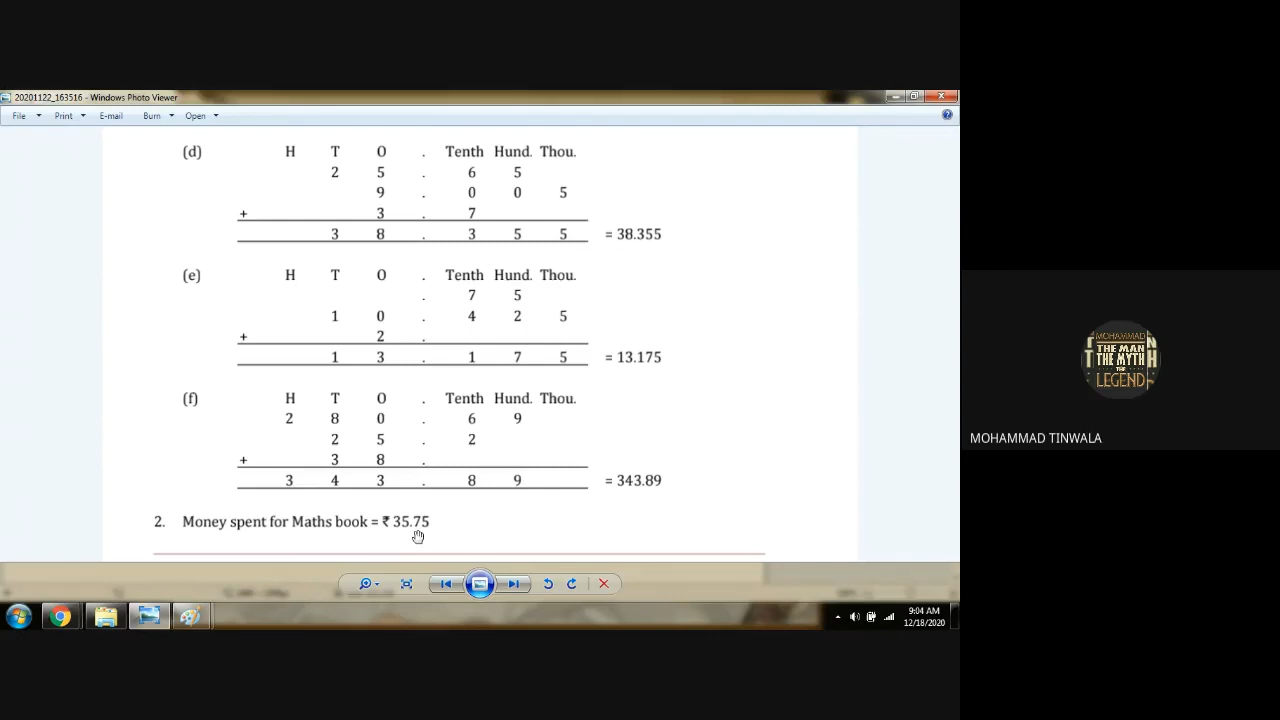 20201122_163516 - Windows Photo Viewer
File Print E-mail Burn Open
(d) H T O . Tenth Hund. Thou.
2 5 . 6 5
9 . 0 0 5
+ 3 . 7
3 8 . 3 5 5 = 38.355
(e) H T O . Tenth Hund. Thou.
. 7 5
1 0 . 4 2 5
+ 2 .
1 3 . 1 7 5 = 13.175
(f) H T O . Tenth Hund. Thou.
2 8 0 . 6 9
2 5 . 2
+ 3 8 .
3 4 3 . 8 9 = 343.89
2. Money spent for Maths book = ₹ 35.75
9:04 AM
12/18/2020
MOHAMMAD
THE MAN
THE MYTH
THE
LEGEND
MOHAMMAD TINWALA